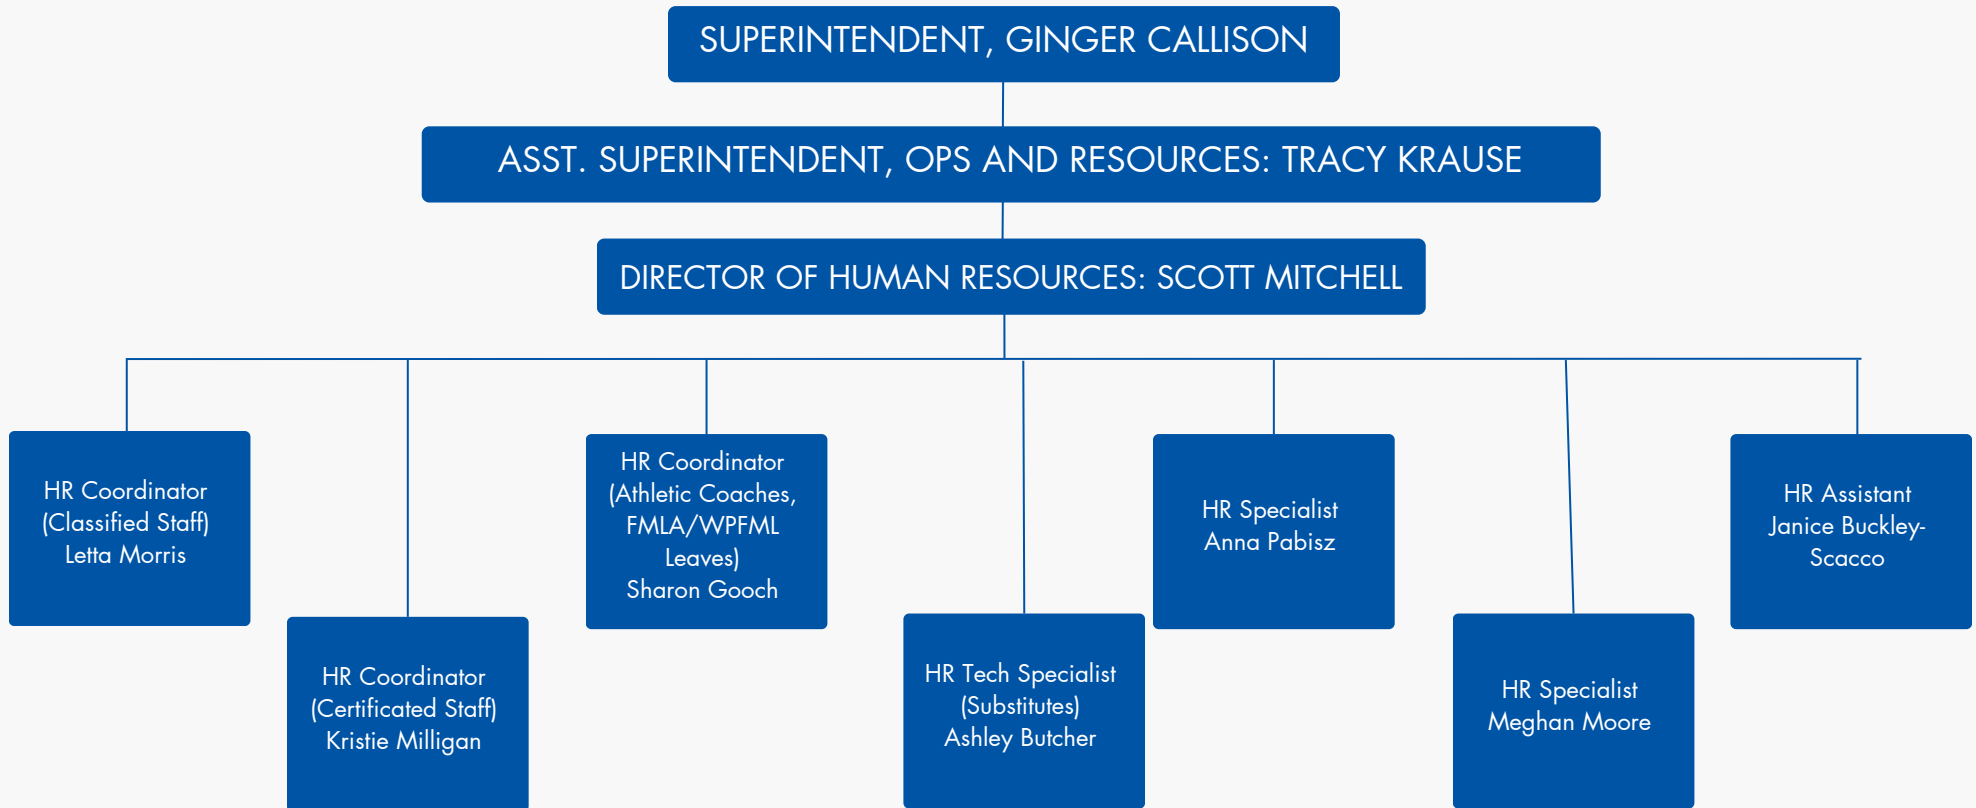 SUPERINTENDENT, GINGER CALLISON
ASST. SUPERINTENDENT, OPS AND RESOURCES: TRACY KRAUSE
DIRECTOR OF HUMAN RESOURCES: SCOTT MITCHELL
HR Coordinator
(Classified Staff)
Letta Morris
HR Coordinator
(Certificated Staff)
Kristie Milligan
HR Coordinator
(Athletic Coaches,
FMLA/WPFML
Leaves)
Sharon Gooch
HR Tech Specialist
(Substitutes)
Ashley Butcher
HR Specialist
Anna Pabisz
HR Specialist
Meghan Moore
HR Assistant
Janice Buckley-
Scacco